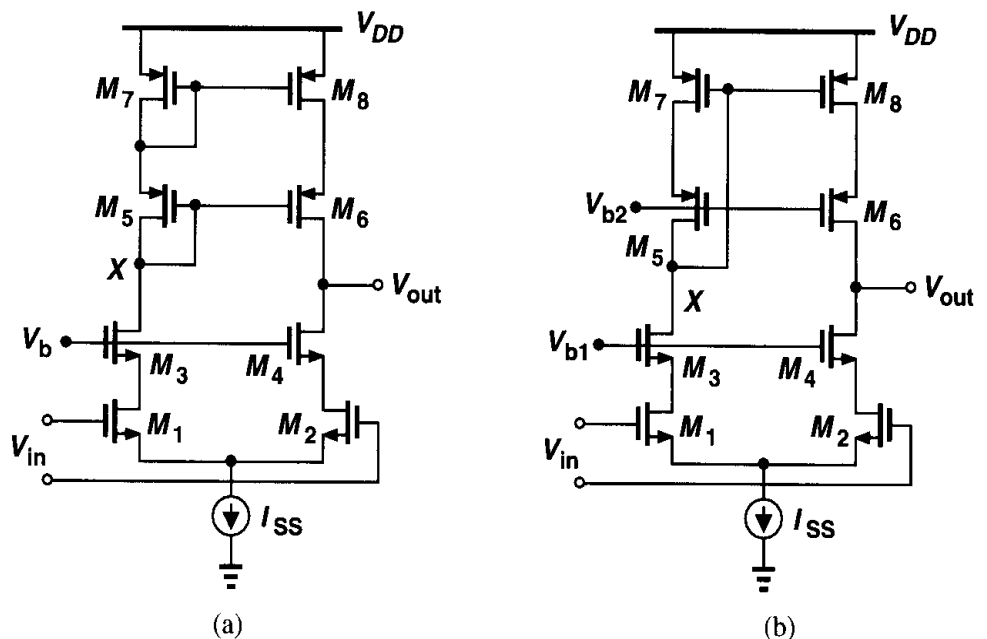 V_DD
M_7
M_8
M_5
M_6
X
V_out
V_b
M_3
M_4
M_1
M_2
V_in
I_SS
(a)
V_DD
M_7
M_8
V_b2
M_5
M_6
X
V_out
V_b1
M_3
M_4
M_1
M_2
V_in
I_SS
(b)